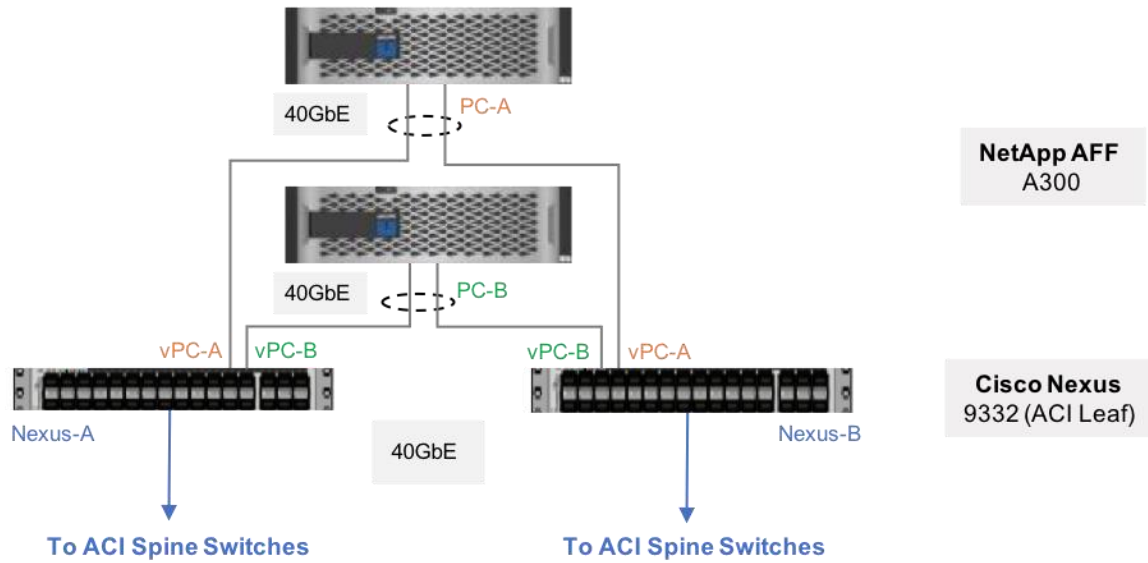 40GbE
PC-A
NetApp AFF
A300
40GbE
PC-B
vPC-A
vPC-B
vPC-B
vPC-A
Cisco Nexus
9332 (ACI Leaf)
Nexus-A
40GbE
Nexus-B
To ACI Spine Switches
To ACI Spine Switches